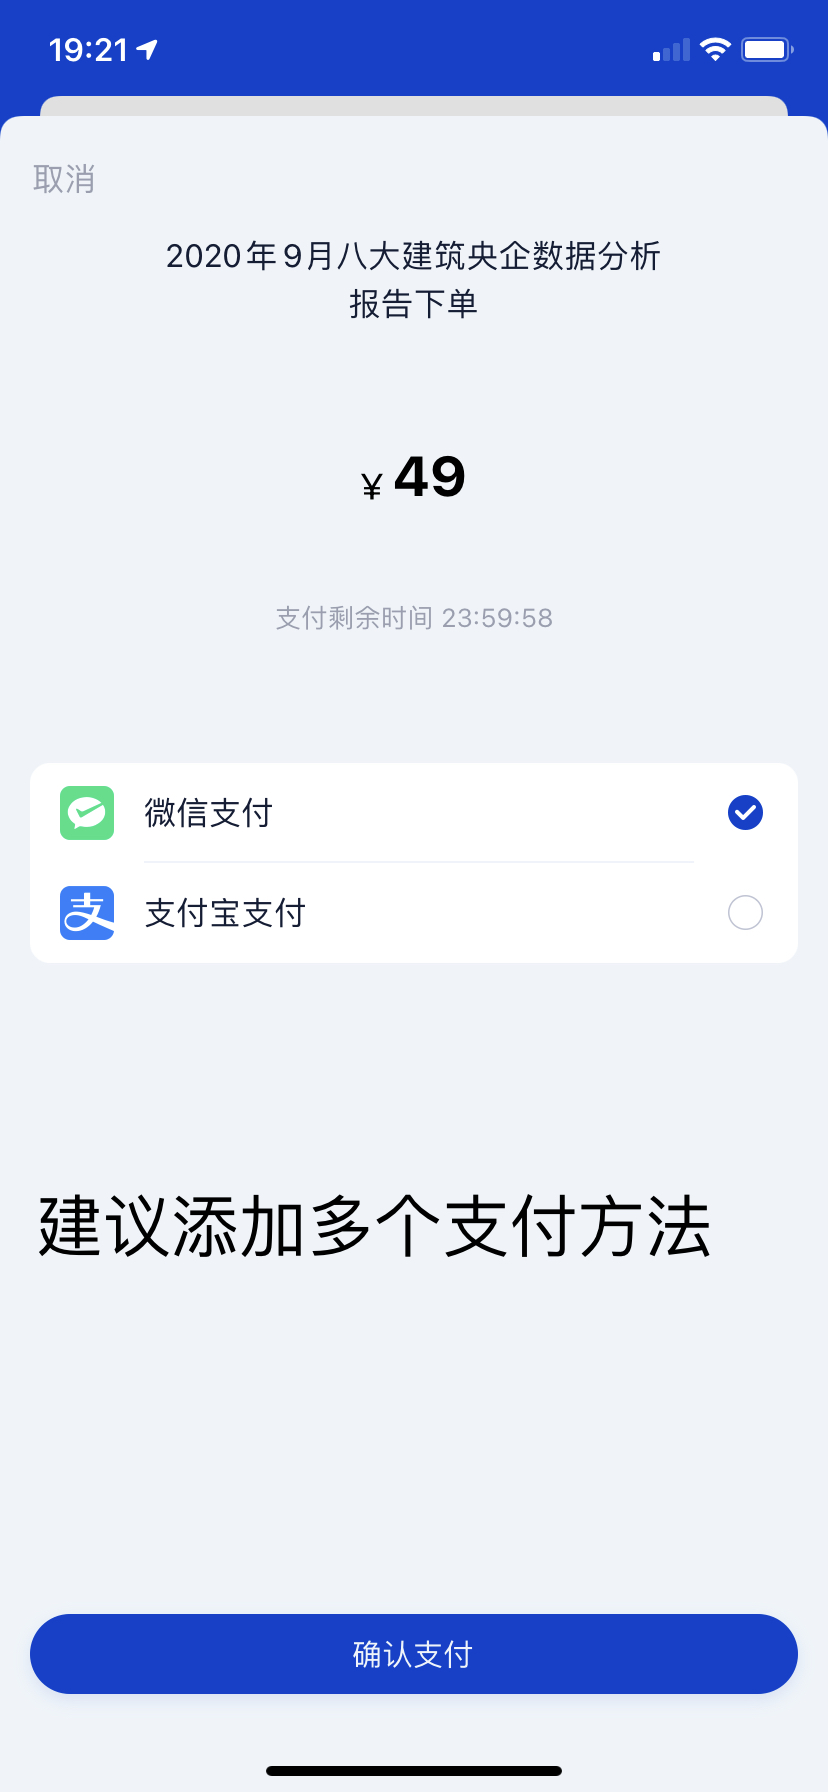 19:21
取消
2020年9月八大建筑央企数据分析
报告下单
¥ 49
支付剩余时间 23:59:58
微信支付
支付宝支付
建议添加多个支付方法
确认支付